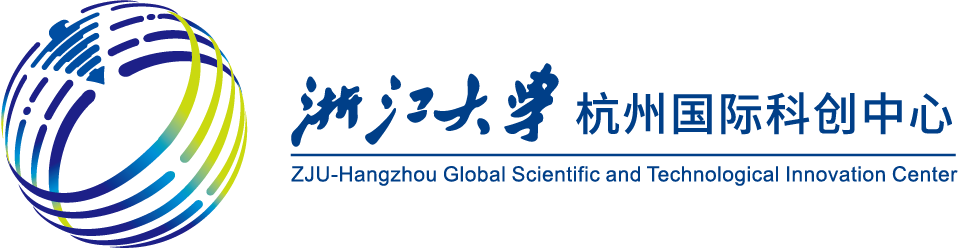 浙江大学 杭州国际科创中心
ZJU-Hangzhou Global Scientific and Technological Innovation Center